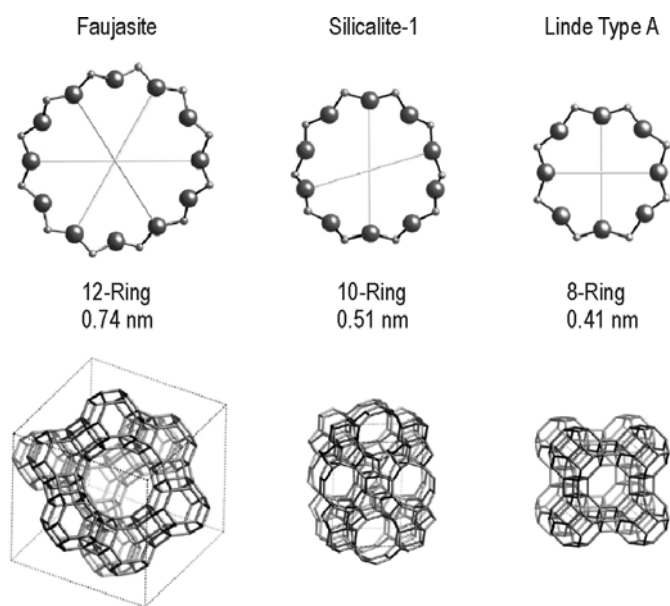 Faujasite
Silicalite-1
Linde Type A
12-Ring
0.74 nm
10-Ring
0.51 nm
8-Ring
0.41 nm